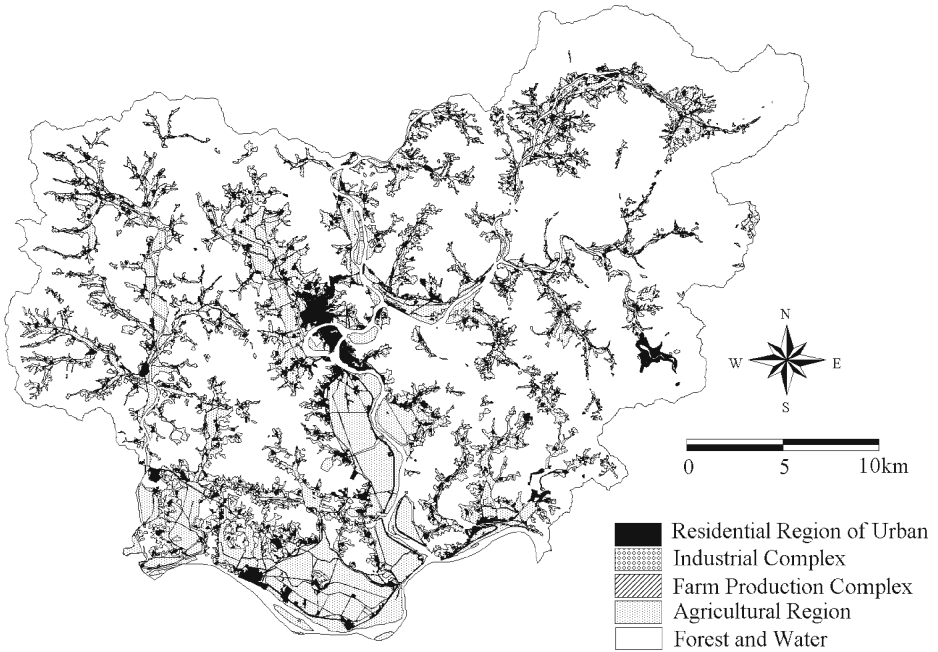 N
W E
S
0 5 10km
Residential Region of Urban
Industrial Complex
Farm Production Complex
Agricultural Region
Forest and Water